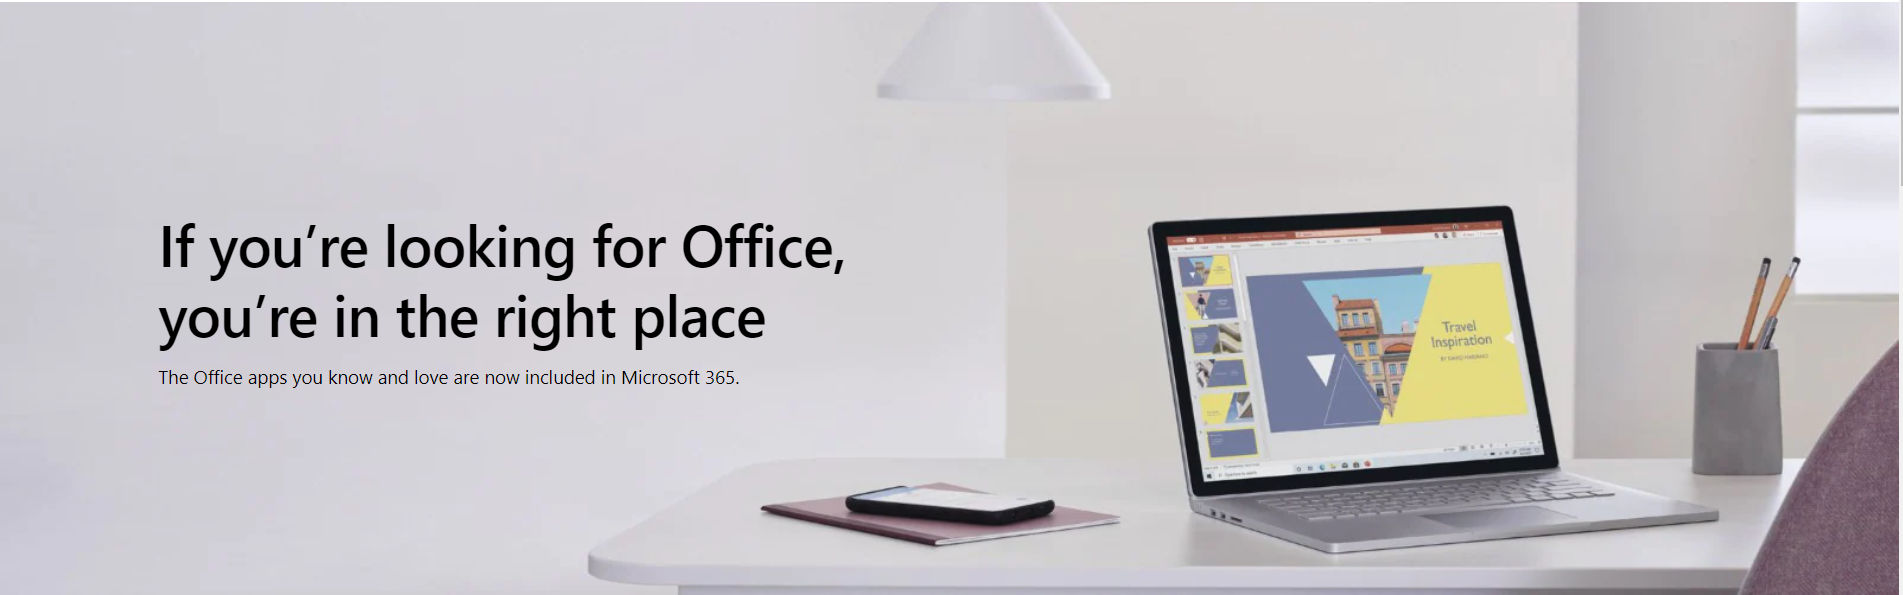 If you’re looking for Office,
you’re in the right place
The Office apps you know and love are now included in Microsoft 365.
Travel
Inspiration